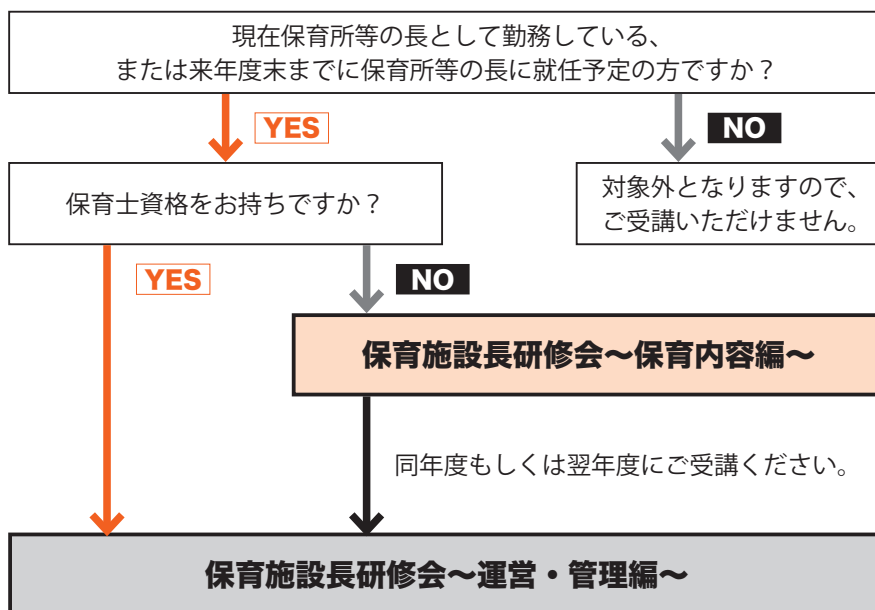 現在保育所等の長として勤務している、
または来年度末までに保育所等の長に就任予定の方ですか？
YES
NO
保育士資格をお持ちですか？
対象外となりますので、
ご受講いただけません。
YES
NO
保育施設長研修会～保育内容編～
同年度もしくは翌年度にご受講ください。
保育施設長研修会～運営・管理編～